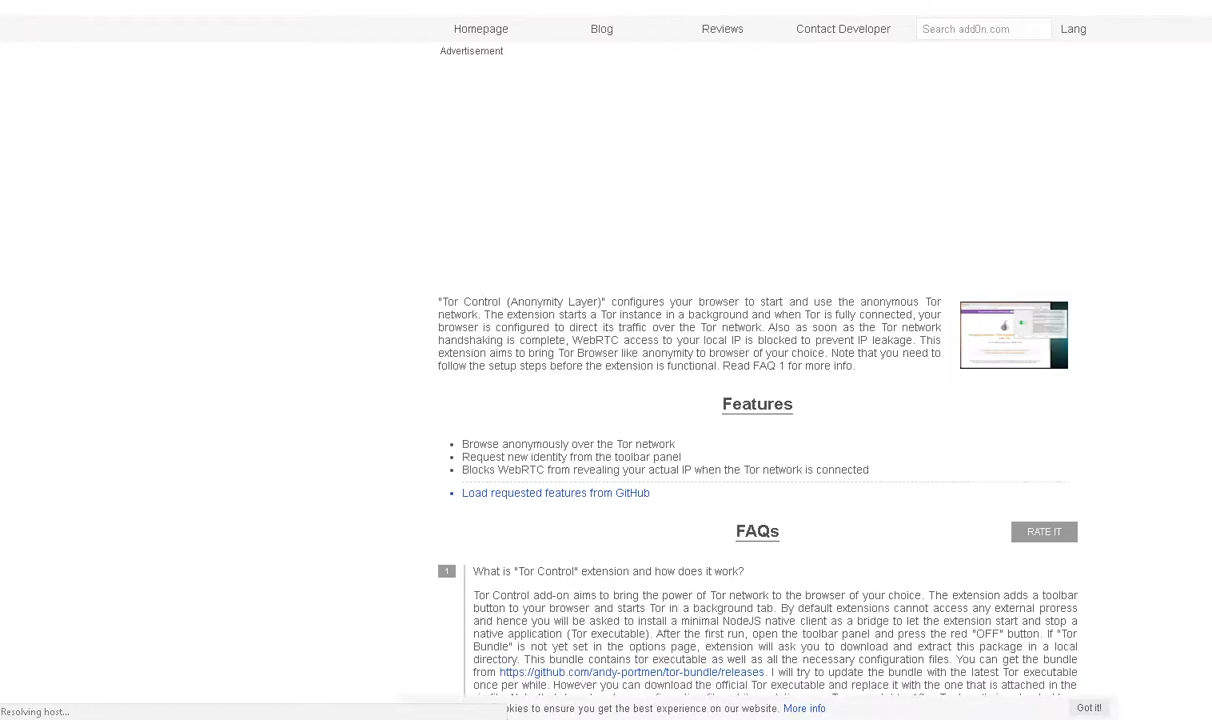 Homepage Blog Reviews Contact Developer Search add0n.com Lang
Advertisement
"Tor Control (Anonymity Layer)" configures your browser to start and use the anonymous Tor
network. The extension starts a Tor instance in a background and when Tor is fully connected, your
browser is configured to direct its traffic over the Tor network. Also as soon as the Tor network
handshaking is complete, WebRTC access to your local IP is blocked to prevent IP leakage. This
extension aims to bring Tor Browser like anonymity to browser of your choice. Note that you need to
follow the setup steps before the extension is functional. Read FAQ 1 for more info.
Features
• Browse anonymously over the Tor network
• Request new identity from the toolbar panel
• Blocks WebRTC from revealing your actual IP when the Tor network is connected
• Load requested features from GitHub
FAQs
RATE IT
1 What is "Tor Control" extension and how does it work?
Tor Control add-on aims to bring the power of Tor network to the browser of your choice. The extension adds a toolbar
button to your browser and starts Tor in a background tab. By default extensions cannot access any external proress
and hence you will be asked to install a minimal NodeJS native client as a bridge to let the extension start and stop a
native application (Tor executable). After the first run, open the toolbar panel and press the red "OFF" button. If "Tor
Bundle" is not yet set in the options page, extension will ask you to download and extract this package in a local
directory. This bundle contains tor executable as well as all the necessary configuration files. You can get the bundle
from https://github.com/andy-portmen/tor-bundle/releases. I will try to update the bundle with the latest Tor executable
once per while. However you can download the official Tor executable and replace it with the one that is attached in the
okies to ensure you get the best experience on our website. More info Got it!
Resolving host...